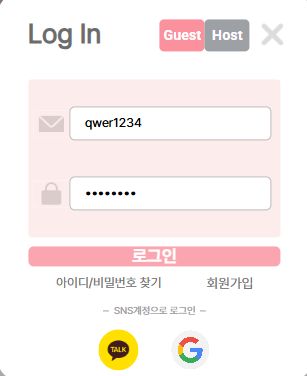 Log In
Guest Host
qwer1234
••••••••
로그인
아이디/비밀번호 찾기 회원가입
– SNS계정으로 로그인 –
TALK